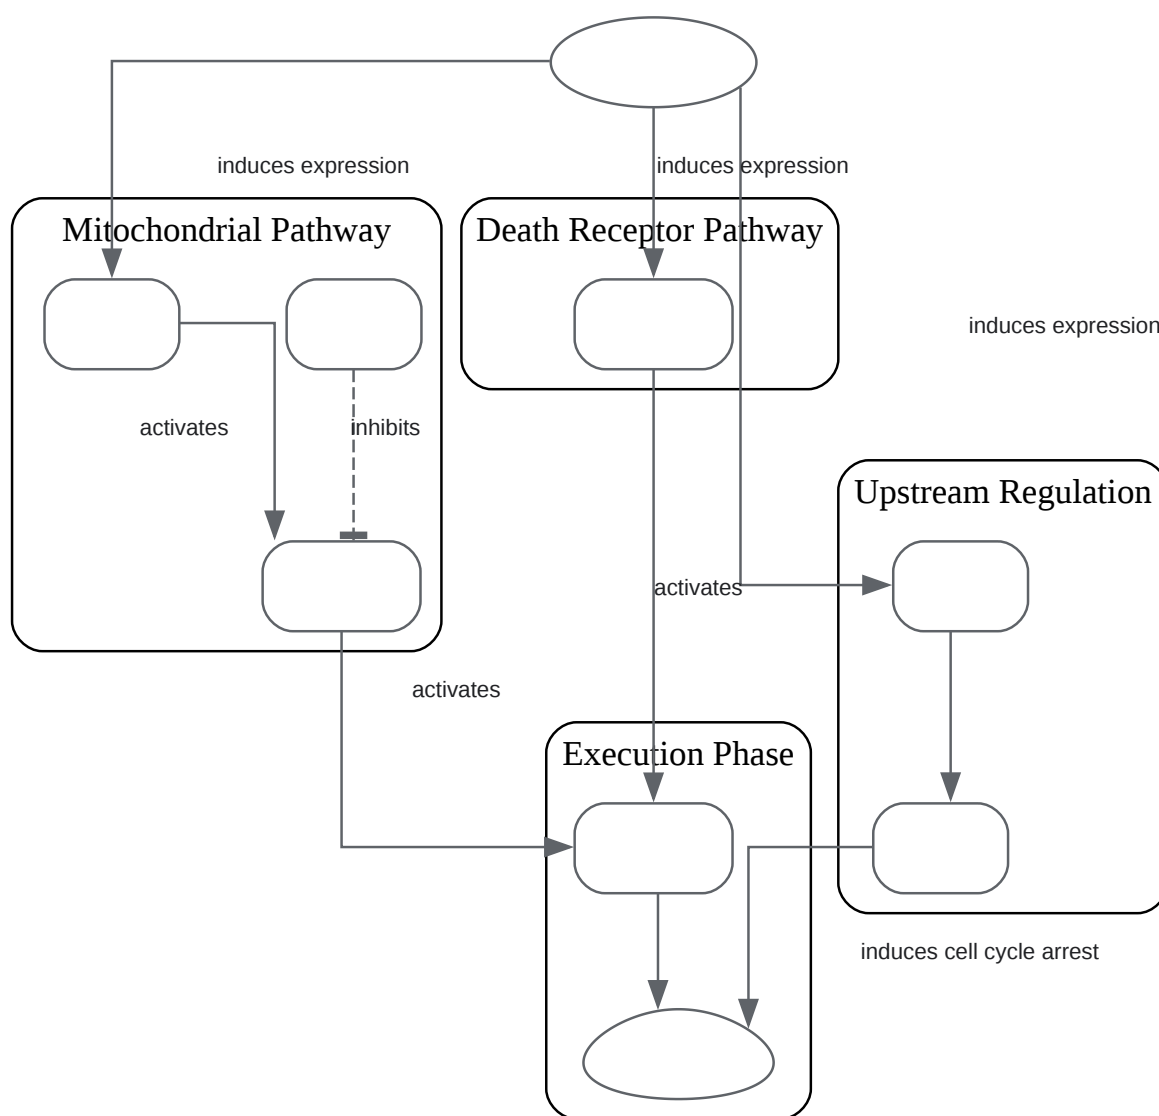 induces expression
induces expression
Mitochondrial Pathway
Death Receptor Pathway
induces expression
activates
inhibits
Upstream Regulation
activates
activates
Execution Phase
induces cell cycle arrest